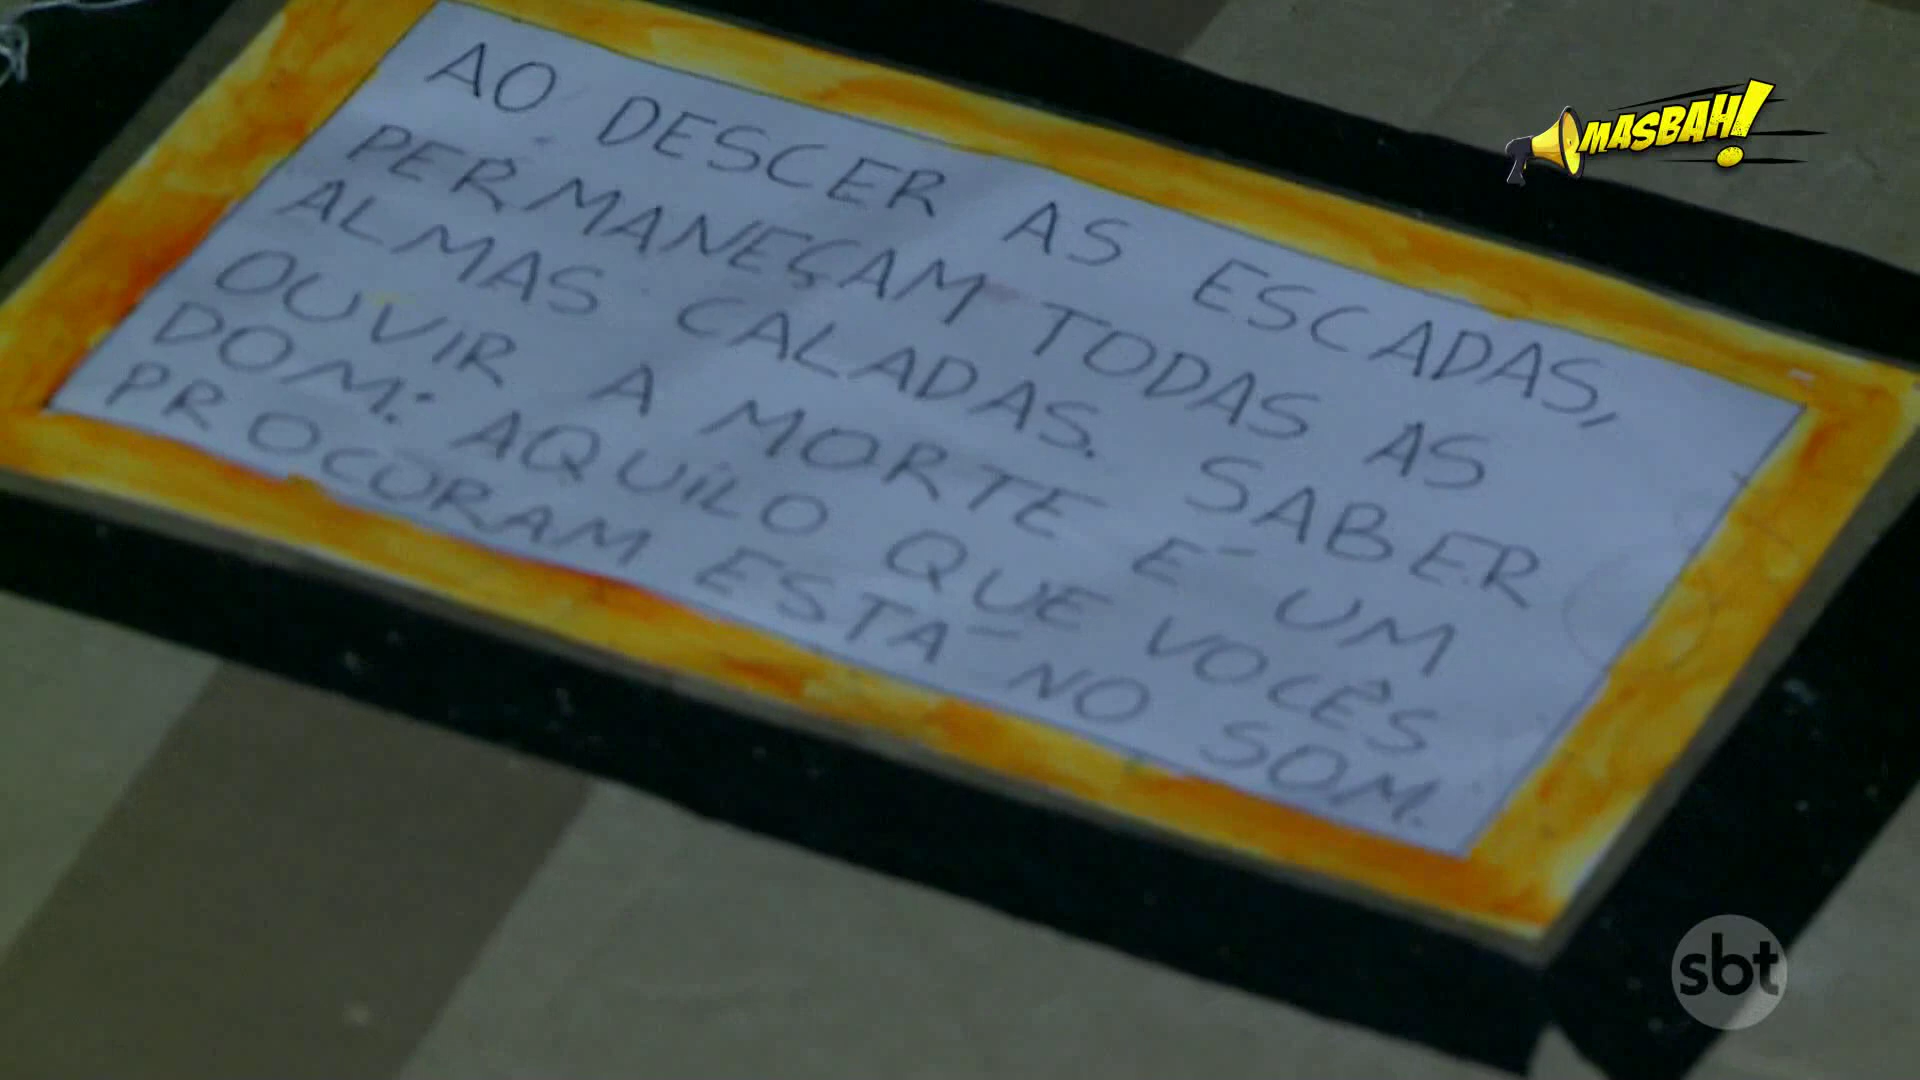 AO DESCER AS ESCADAS,
PERMANEÇAM TODAS AS
ALMAS CALADAS. SABER
OUVIR A MORTE É UM
DOM: AQUILO QUE VOCÊS
PROCURAM ESTÁ NO SOM.
MASBAH!
sbt